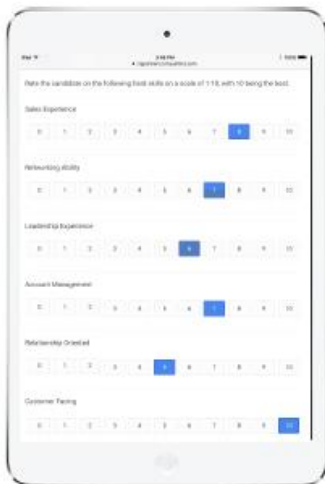 3:48 PM
100%
Rate the candidate on the following hard skills on a scale of 1-10, with 10 being the best.
Sales Experience
0 1 2 3 4 5 6 7 8 9 10
Networking Ability
0 1 2 3 4 5 6 7 8 9 10
Leadership Experience
0 1 2 3 4 5 6 7 8 9 10
Account Management
0 1 2 3 4 5 6 7 8 9 10
Relationship Oriented
0 1 2 3 4 5 6 7 8 9 10
Customer Facing
0 1 2 3 4 5 6 7 8 9 10